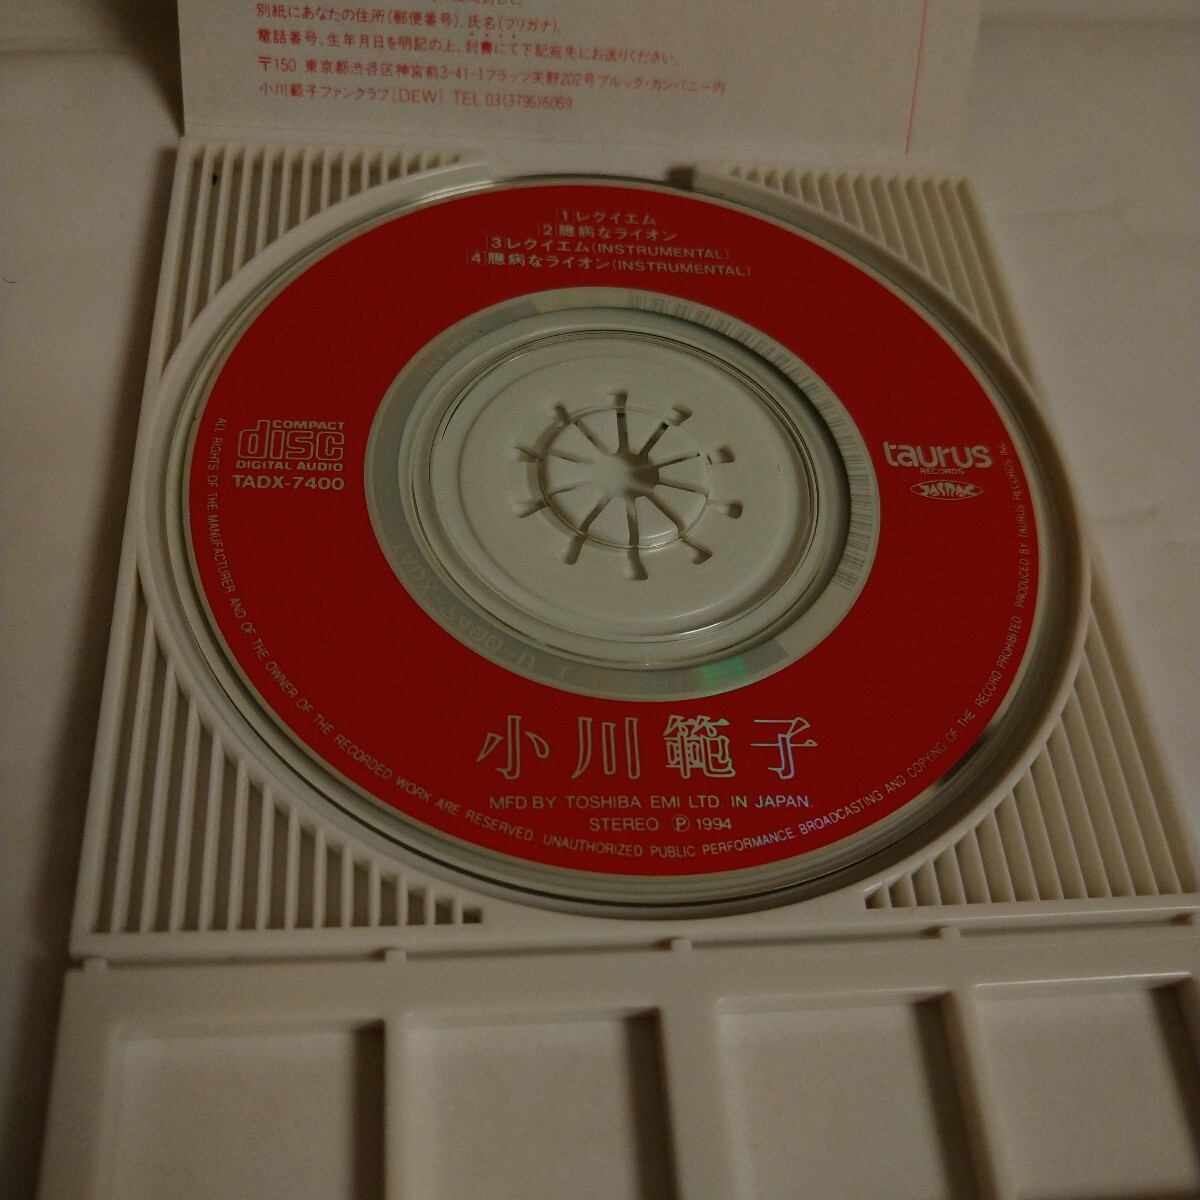 別紙にあなたの住所(郵便番号)、氏名(フリガナ)、
電話番号、生年月日を明記の上、封書にて下記宛先にお送りください。
〒150 東京都渋谷区神宮前3-41-1フラッツ矢野202号ブルック・カンパニー内
小川範子ファンクラブ[DEW] TEL 03(3796)6069
1 レクイエム
2 臆病なライオン
3 レクイエム(INSTRUMENTAL)
4 臆病なライオン(INSTRUMENTAL)
COMPACT
disc
DIGITAL AUDIO
TADX-7400
taurus
RECORDS
JASRAC
小川範子
MFD BY TOSHIBA EMI LTD. IN JAPAN.
STEREO Ⓟ 1994
ALL RIGHTS OF THE MANUFACTURER AND OF THE OWNER OF THE RECORDED WORK ARE RESERVED. UNAUTHORIZED PUBLIC PERFORMANCE BROADCASTING AND COPYING OF THE RECORD PROHIBITED PRODUCED BY TAURUS RECORDS INC.